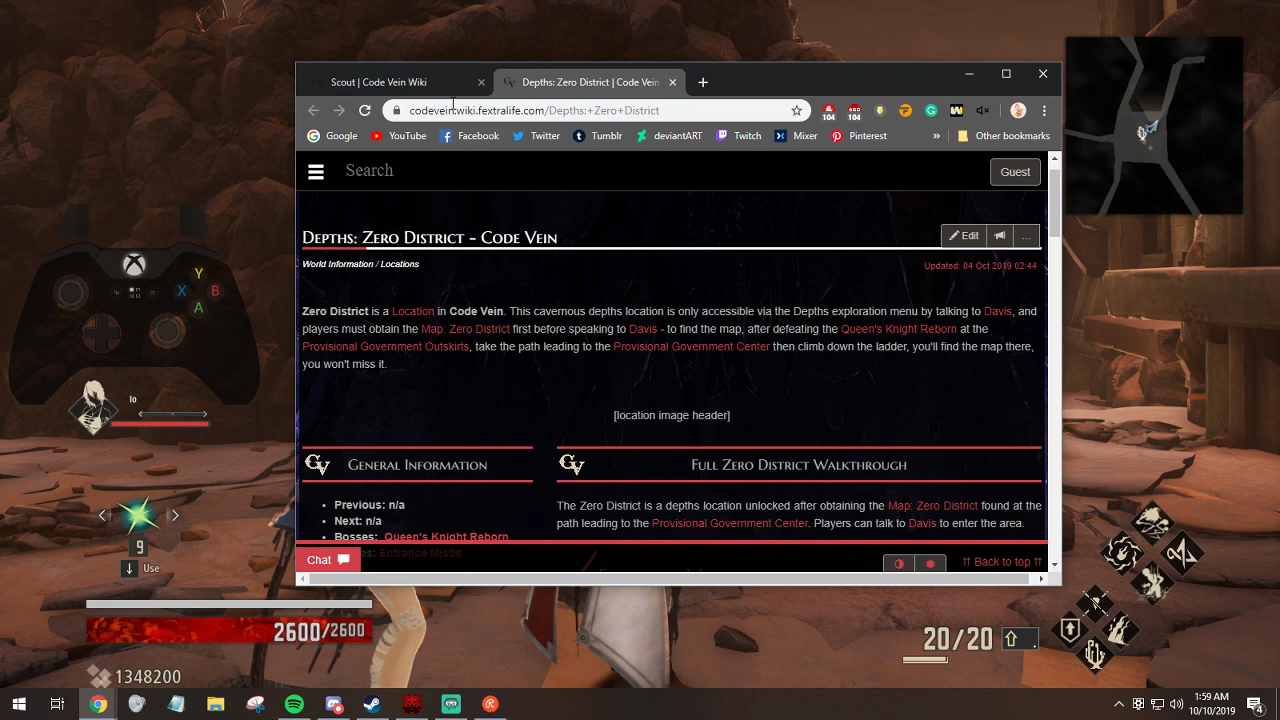 Scout | Code Vein Wiki
Depths: Zero District | Code Vein
codevein.wiki.fextralife.com/Depths:+Zero+District
104
104
Google
YouTube
Facebook
Twitter
Tumblr
deviantART
Twitch
Mixer
Pinterest
»
Other bookmarks
Search
Guest
Depths: Zero District - Code Vein
Edit
...
World Information / Locations
Updated: 04 Oct 2019 02:44
Zero District is a Location in Code Vein. This cavernous depths location is only accessible via the Depths exploration menu by talking to Davis, and
players must obtain the Map: Zero District first before speaking to Davis - to find the map, after defeating the Queen's Knight Reborn at the
Provisional Government Outskirts, take the path leading to the Provisional Government Center then climb down the ladder, you'll find the map there,
you won't miss it.
[location image header]
General Information
Full Zero District Walkthrough
Previous: n/a
Next: n/a
Bosses: Queen's Knight Reborn
Entrance Mistle
The Zero District is a depths location unlocked after obtaining the Map: Zero District found at the
path leading to the Provisional Government Center. Players can talk to Davis to enter the area.
Chat
↑↑ Back to top ↑↑
Y
X
B
A
Io
9
Use
2600/2600
1348200
20/20
1:59 AM
10/10/2019
4